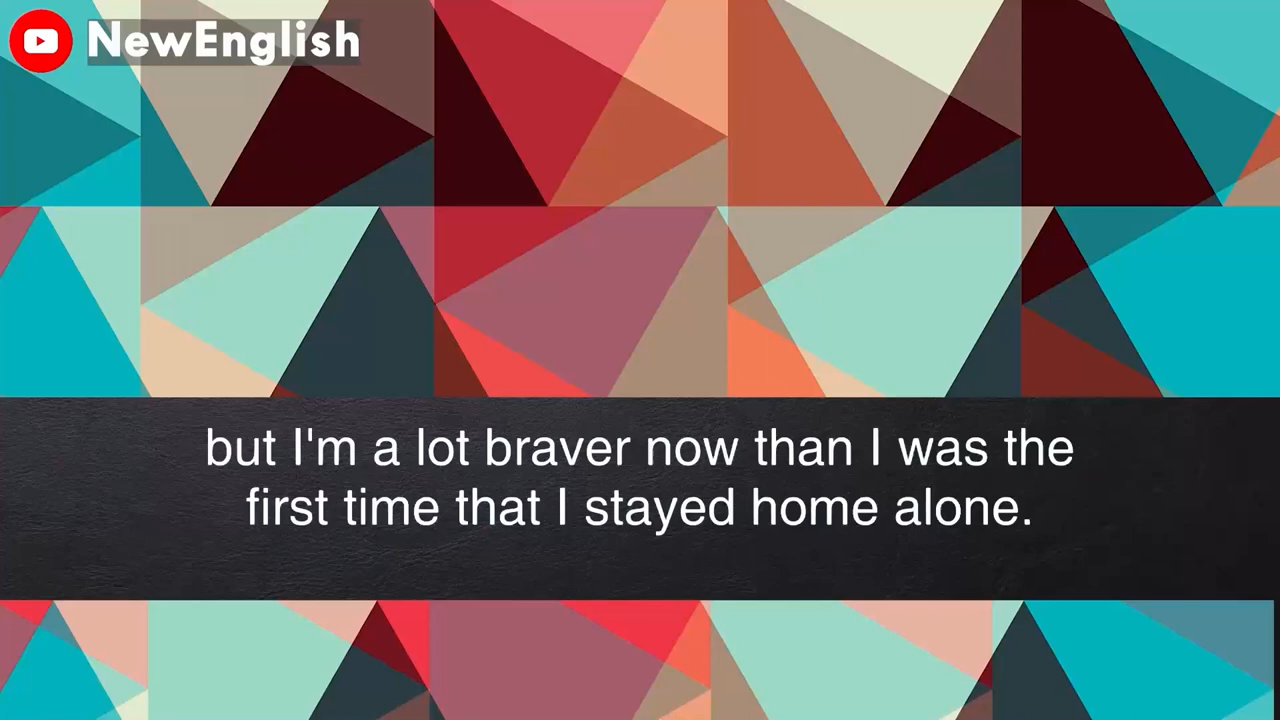 NewEnglish
but I'm a lot braver now than I was the
first time that I stayed home alone.